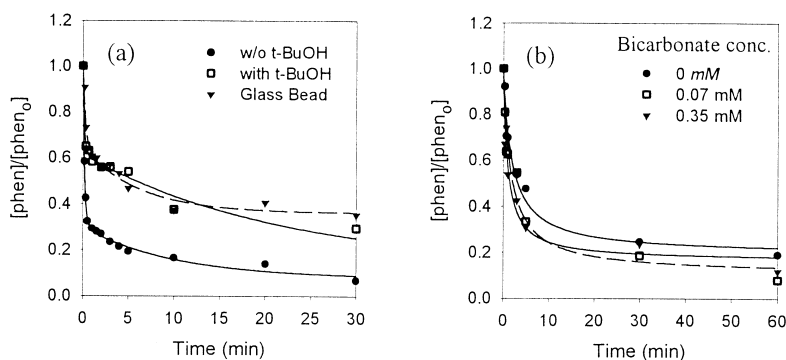 (a)
w/o t-BuOH
with t-BuOH
Glass Bead
[phen]/[phen₀]
1.2
1.0
0.8
0.6
0.4
0.2
0.0
0 5 10 15 20 25 30
Time (min)
(b)
Bicarbonate conc.
0 mM
0.07 mM
0.35 mM
[phen]/[phen₀]
1.2
1.0
0.8
0.6
0.4
0.2
0.0
0 10 20 30 40 50 60
Time (min)